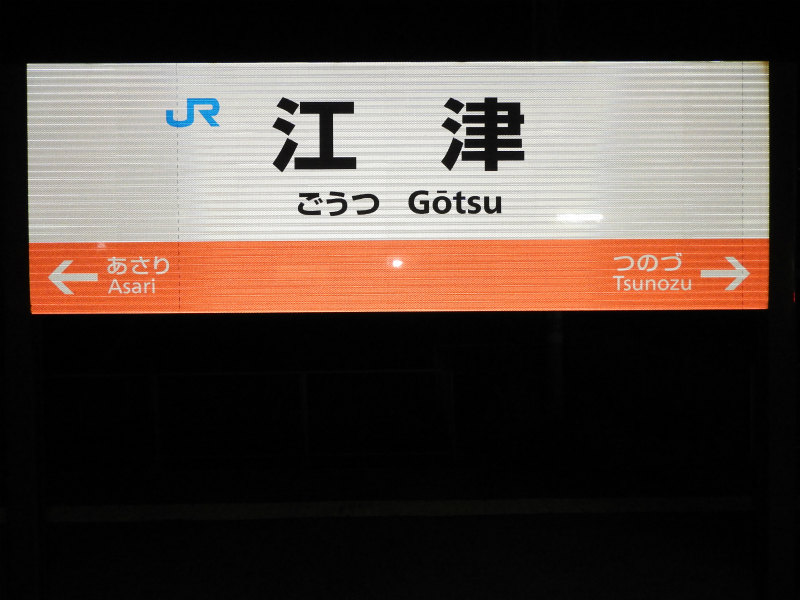 JR 江津
ごうつ Gōtsu
← あさり つのづ →
Asari Tsunozu